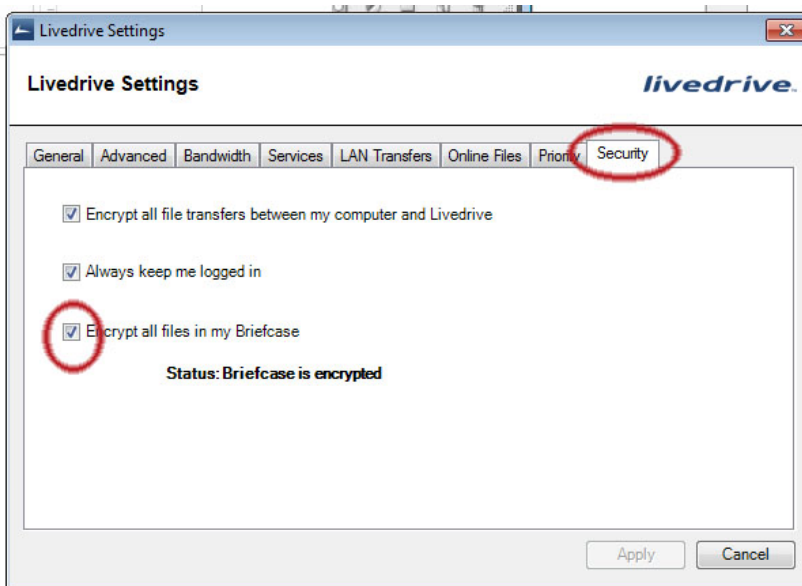 Livedrive Settings
Livedrive Settings
livedrive
General Advanced Bandwidth Services LAN Transfers Online Files Priority Security
Encrypt all file transfers between my computer and Livedrive
Always keep me logged in
Encrypt all files in my Briefcase
Status: Briefcase is encrypted
Apply Cancel